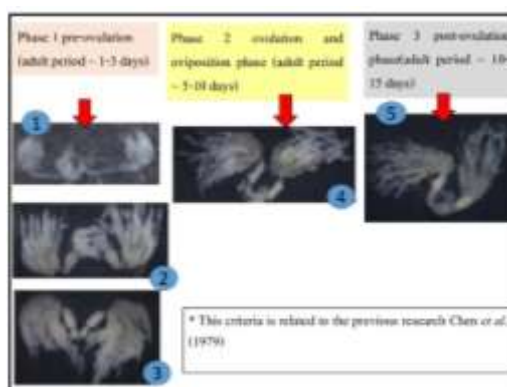 Phase 1 pre-ovulation
(adult period ~ 1-3 days)
Phase 2 ovulation and
oviposition phase (adult period
~ 5-10 days)
Phase 3 post-ovulation
phase(adult period ~ 10-
15 days)
1
2
3
4
5
* This criteria is related to the previous research Chen et al.
(1979)